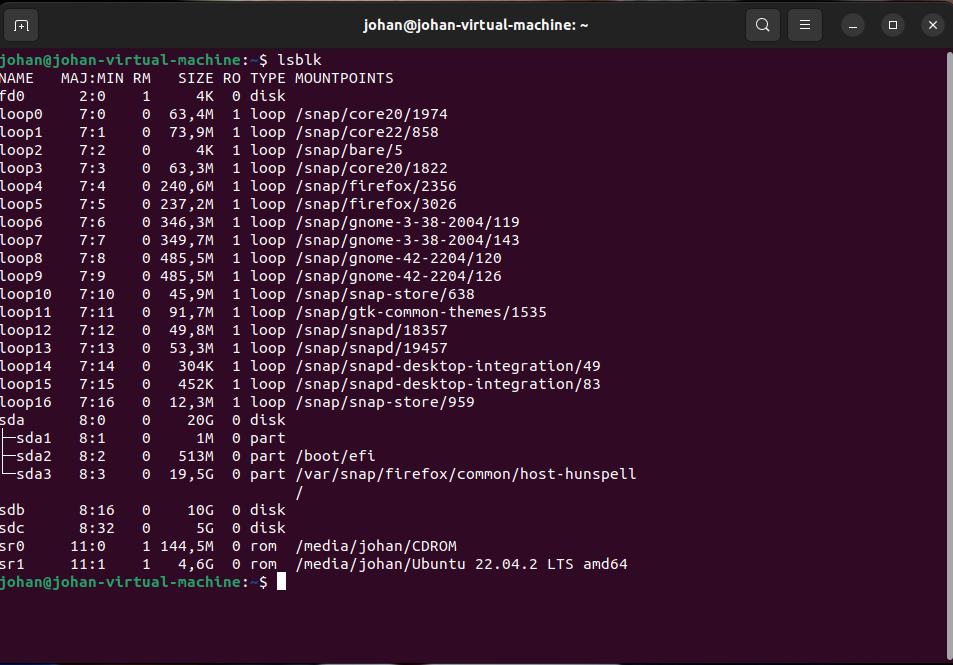 johan@johan-virtual-machine: ~
johan@johan-virtual-machine:~$ lsblk
NAME   MAJ:MIN RM   SIZE RO TYPE MOUNTPOINTS
fd0      2:0    1     4K  0 disk
loop0    7:0    0  63,4M  1 loop /snap/core20/1974
loop1    7:1    0  73,9M  1 loop /snap/core22/858
loop2    7:2    0     4K  1 loop /snap/bare/5
loop3    7:3    0  63,3M  1 loop /snap/core20/1822
loop4    7:4    0 240,6M  1 loop /snap/firefox/2356
loop5    7:5    0 237,2M  1 loop /snap/firefox/3026
loop6    7:6    0 346,3M  1 loop /snap/gnome-3-38-2004/119
loop7    7:7    0 349,7M  1 loop /snap/gnome-3-38-2004/143
loop8    7:8    0 485,5M  1 loop /snap/gnome-42-2204/120
loop9    7:9    0 485,5M  1 loop /snap/gnome-42-2204/126
loop10   7:10   0  45,9M  1 loop /snap/snap-store/638
loop11   7:11   0  91,7M  1 loop /snap/gtk-common-themes/1535
loop12   7:12   0  49,8M  1 loop /snap/snapd/18357
loop13   7:13   0  53,3M  1 loop /snap/snapd/19457
loop14   7:14   0   304K  1 loop /snap/snapd-desktop-integration/49
loop15   7:15   0   452K  1 loop /snap/snapd-desktop-integration/83
loop16   7:16   0  12,3M  1 loop /snap/snap-store/959
sda      8:0    0    20G  0 disk
├─sda1   8:1    0     1M  0 part
├─sda2   8:2    0   513M  0 part /boot/efi
└─sda3   8:3    0  19,5G  0 part /var/snap/firefox/common/host-hunspell
                                 /
sdb      8:16   0    10G  0 disk
sdc      8:32   0     5G  0 disk
sr0     11:0    1 144,5M  0 rom  /media/johan/CDROM
sr1     11:1    1   4,6G  0 rom  /media/johan/Ubuntu 22.04.2 LTS amd64
johan@johan-virtual-machine:~$